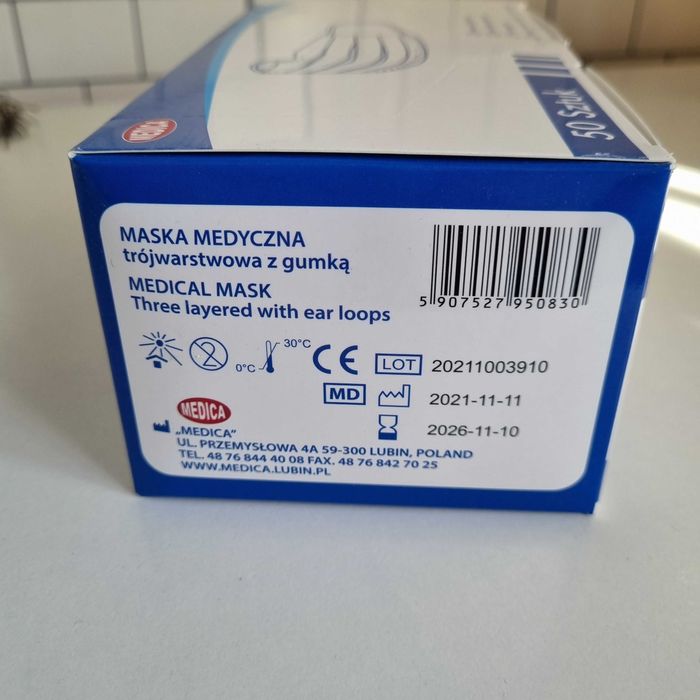 50 Sztuk
MEDICA
MASKA MEDYCZNA
trójwarstwowa z gumką
MEDICAL MASK
Three layered with ear loops
5 907527 950830
0°C 30°C CE LOT 20211003910
MD 2021-11-11
2026-11-10
MEDICA
„MEDICA”
UL. PRZEMYSŁOWA 4A 59-300 LUBIN, POLAND
TEL. 48 76 844 40 08 FAX. 48 76 842 70 25
WWW.MEDICA.LUBIN.PL